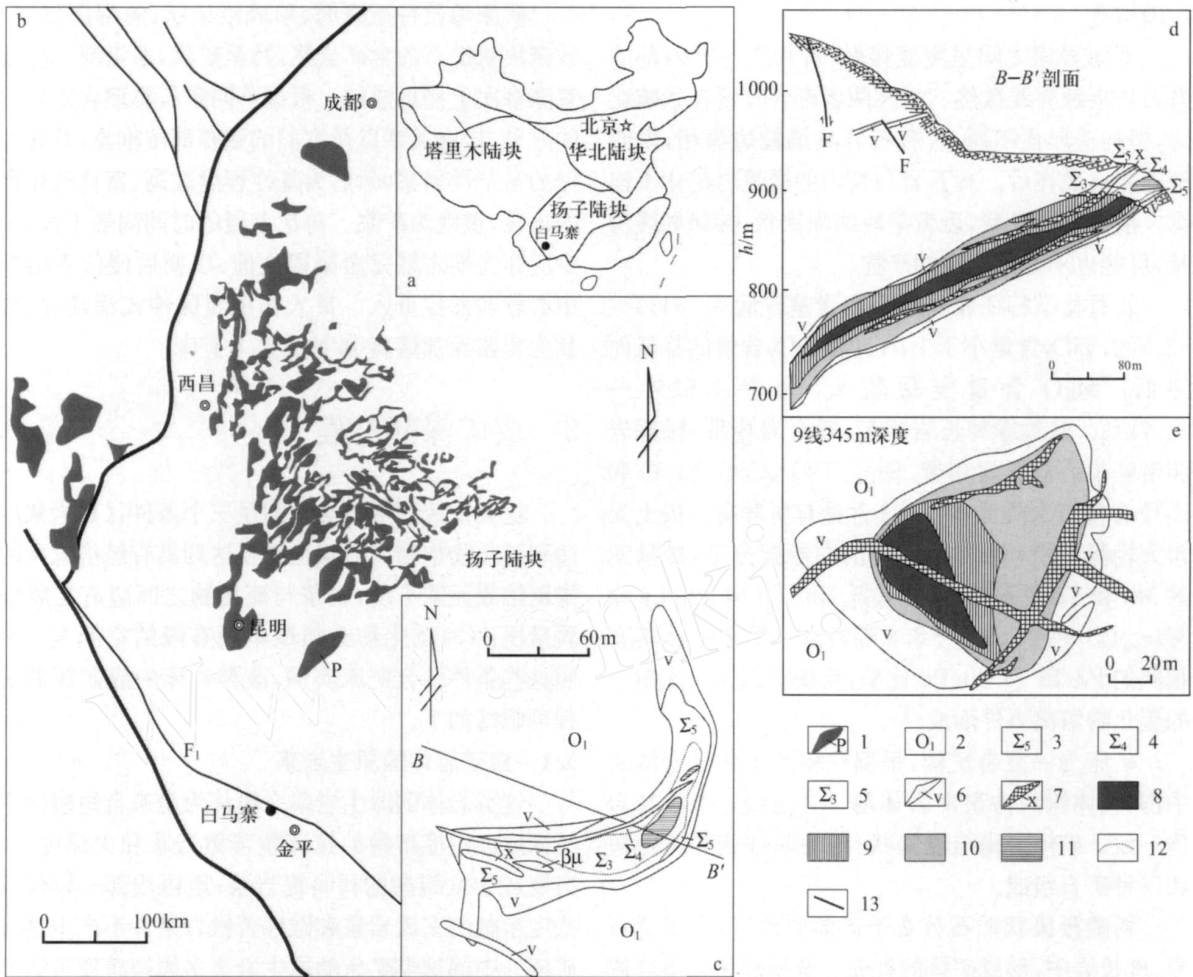 b
成都
西昌
昆明
P
扬子陆块
F₁
白马寨
金平
0 100km
北京☆
塔里木陆块
华北陆块
扬子陆块
白马寨
a
N
N
0 60m
O₁
B
B′
v
Σ₅
v
v
x
βμ
Σ₃
Σ₄
Σ₅
Σ₅
v
v
O₁
c
d
B–B′剖面
1000
900
800
700
F
v
v
F
Σ₅
x
Σ₄
Σ₃
Σ₅
v
v
v
0 80m
e
9线345m深度
O₁
v
v
v
v
v
O₁
0 20m
P 1
O₁ 2
Σ₅ 3
Σ₄ 4
Σ₃ 5
v 6
x 7
8
9
10
11
12
13